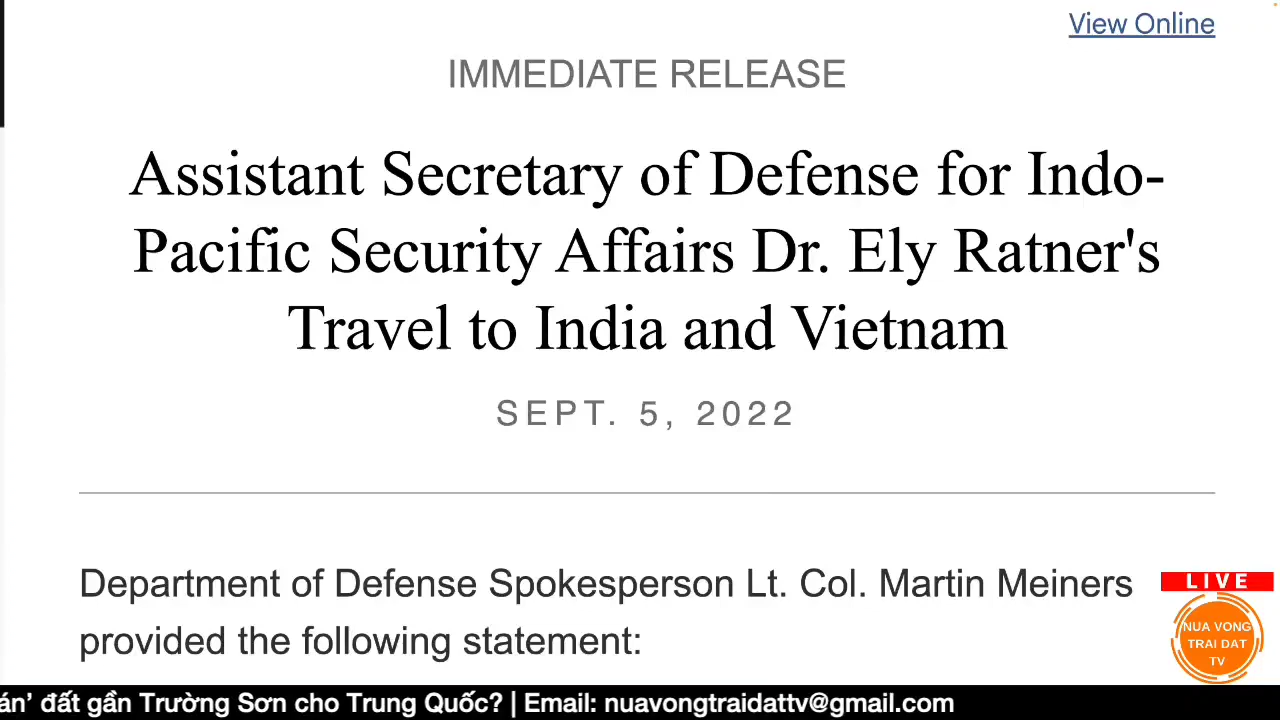 View Online
IMMEDIATE RELEASE
Assistant Secretary of Defense for Indo-
Pacific Security Affairs Dr. Ely Ratner's
Travel to India and Vietnam
SEPT. 5, 2022
Department of Defense Spokesperson Lt. Col. Martin Meiners
provided the following statement:
LIVE
NUA VONG
TRAI DAT
TV
án’ đất gần Trường Sơn cho Trung Quốc? | Email: nuavongtraidattv@gmail.com